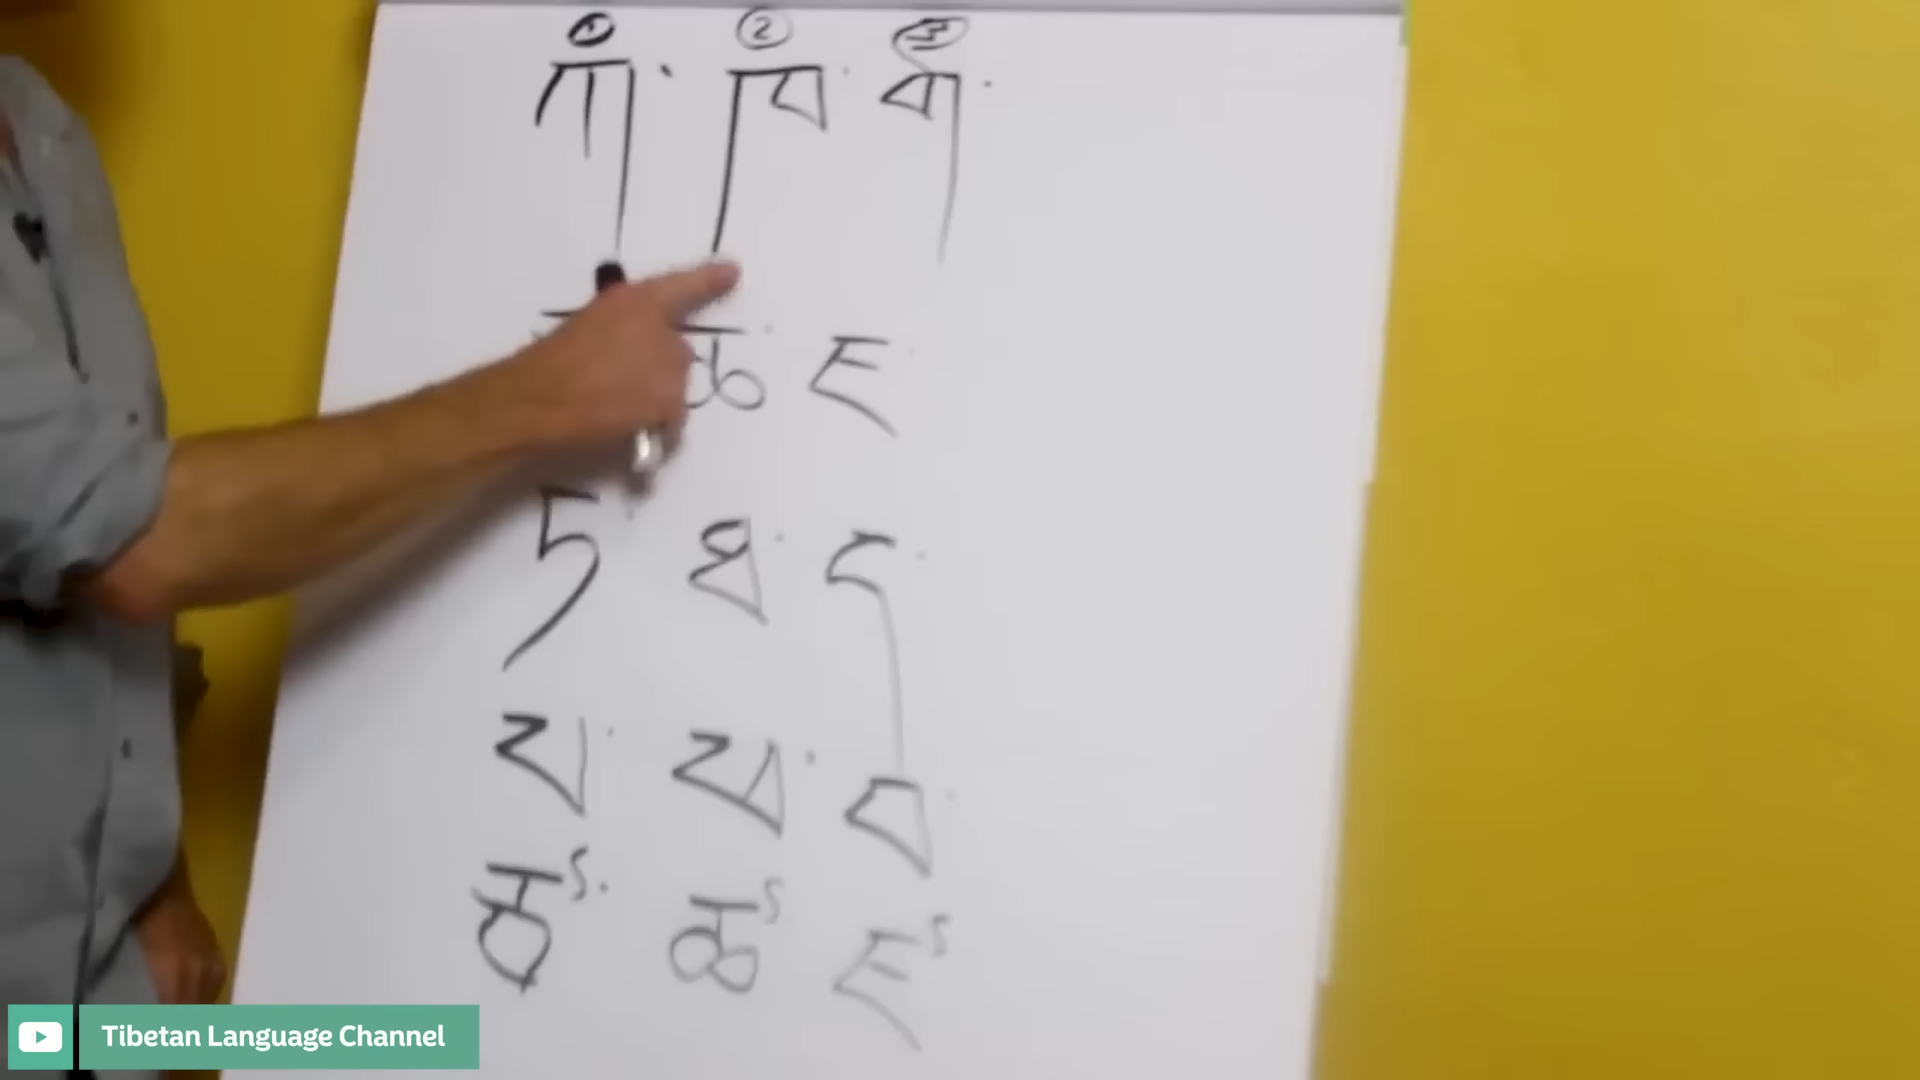 ① ② ③
ཀ་ ཁ་ ག་
ཆ་ ཇ་
ཏ་ ཐ་ ད་
པ་ ཕ་ བ་
ཙ་ ཚ ཛ
Tibetan Language Channel